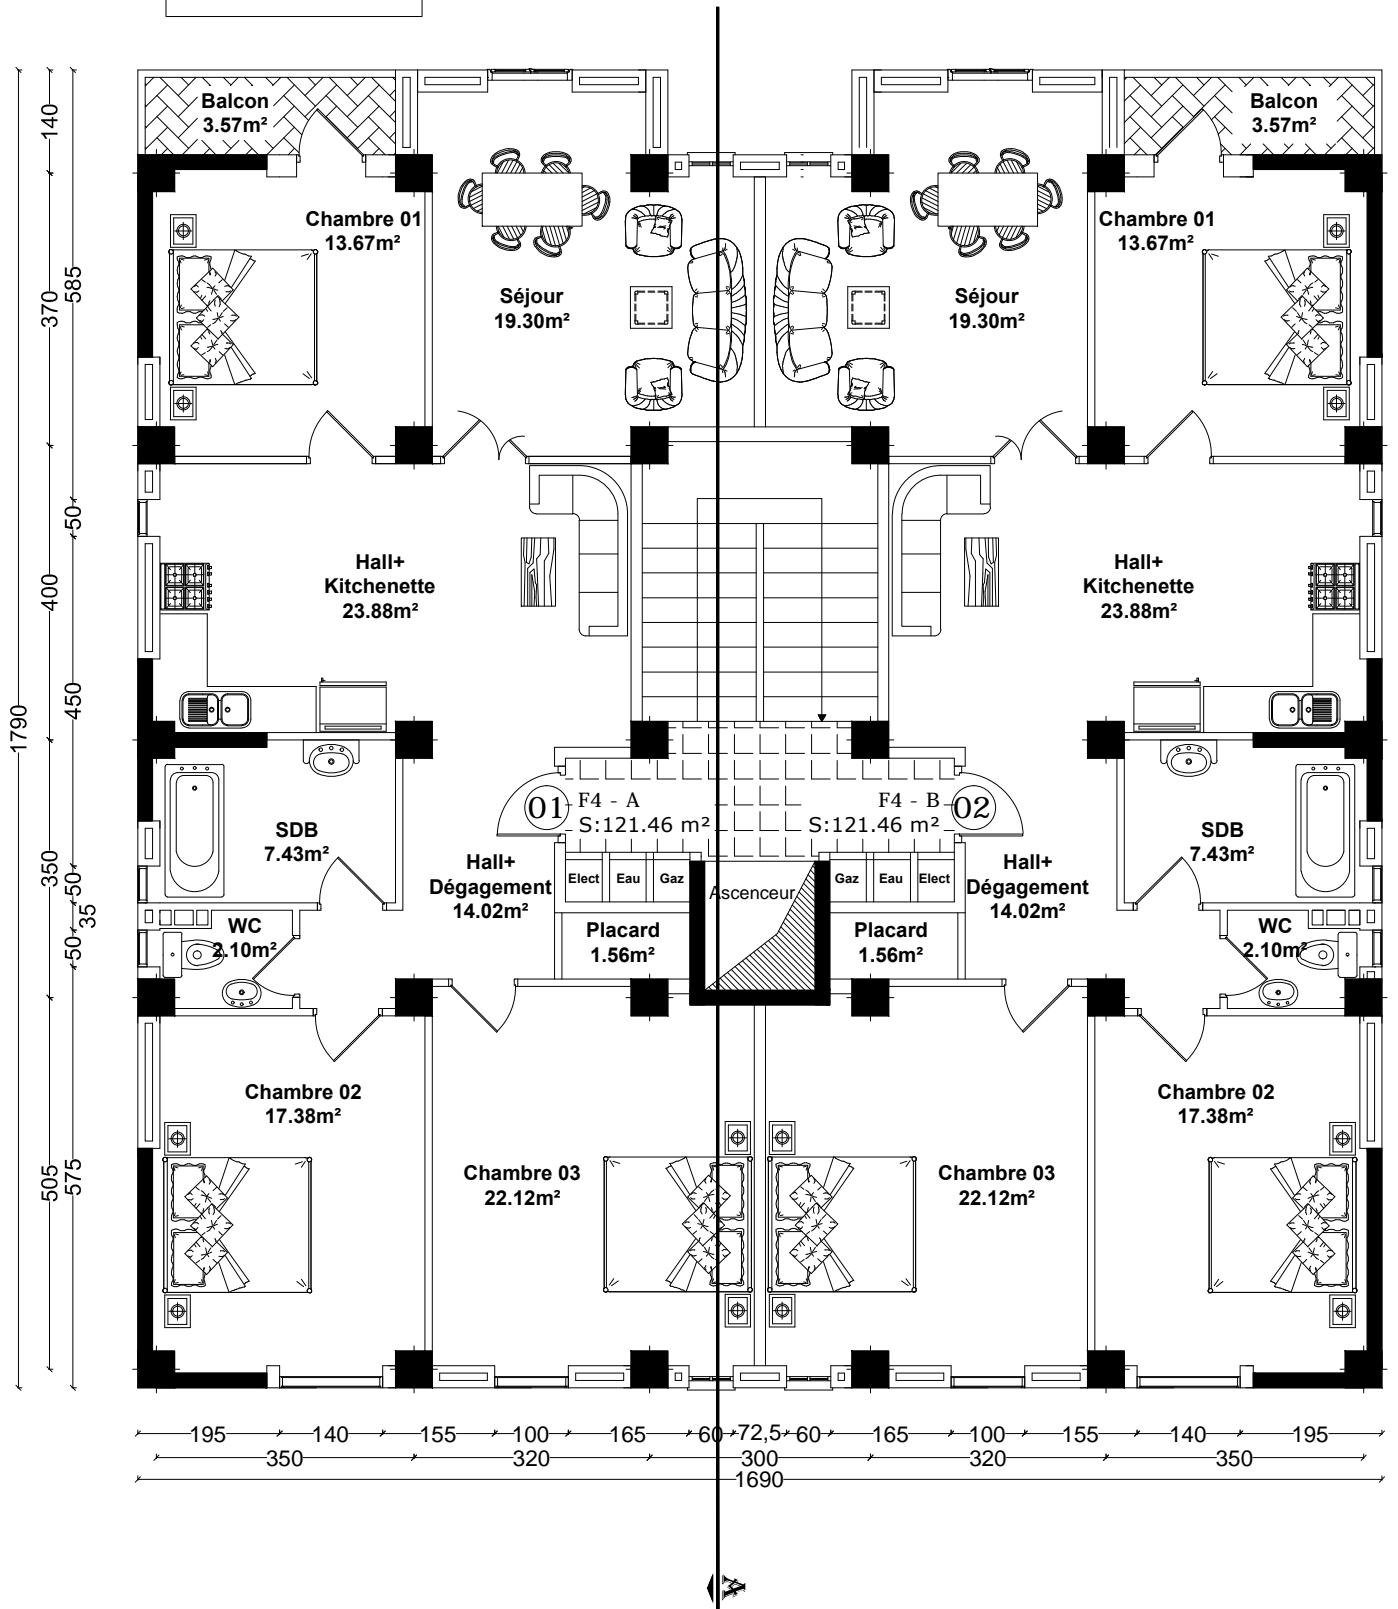 Balcon
3.57m²
Balcon
3.57m²
Chambre 01
13.67m²
Chambre 01
13.67m²
Séjour
19.30m²
Séjour
19.30m²
Hall+
Kitchenette
23.88m²
Hall+
Kitchenette
23.88m²
01
F4 - A
S:121.46 m²
F4 - B
02
S:121.46 m²
SDB
7.43m²
SDB
7.43m²
Hall+
Dégagement
14.02m²
Hall+
Dégagement
14.02m²
Elect
Eau
Gaz
Ascenceur
Gaz
Eau
Elect
WC
2.10m²
Placard
1.56m²
Placard
1.56m²
WC
2.10m²
Chambre 02
17.38m²
Chambre 02
17.38m²
Chambre 03
22.12m²
Chambre 03
22.12m²
1790
140
370
400
350
505
585
50
450
50
35
50
575
195 140 155 100 165 60 72,5 60 165 100 155 140 195
350 320 300 320 350
1690
A